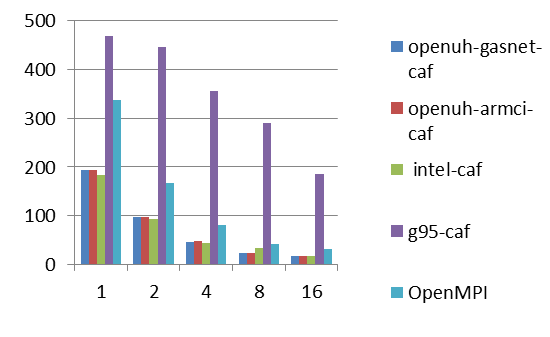 500
400
300
200
100
0
1 2 4 8 16
openuh-gasnet-
caf
openuh-armci-
caf
intel-caf
g95-caf
OpenMPI